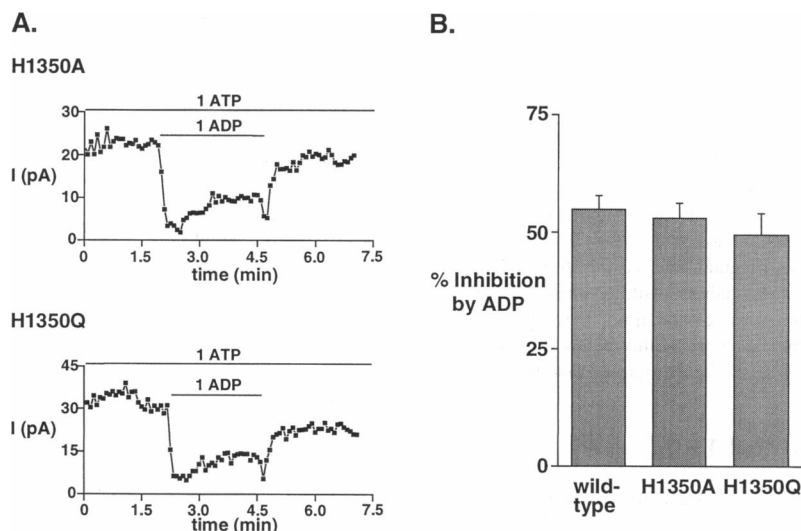 A.
H1350A
1 ATP
1 ADP
30
20
10
0
I (pA)
0 1.5 3.0 4.5 6.0 7.5
time (min)
H1350Q
1 ATP
1 ADP
45
30
15
0
I (pA)
0 1.5 3.0 4.5 6.0 7.5
time (min)
B.
75
50
25
0
% Inhibition
by ADP
wild-
type
H1350A
H1350Q